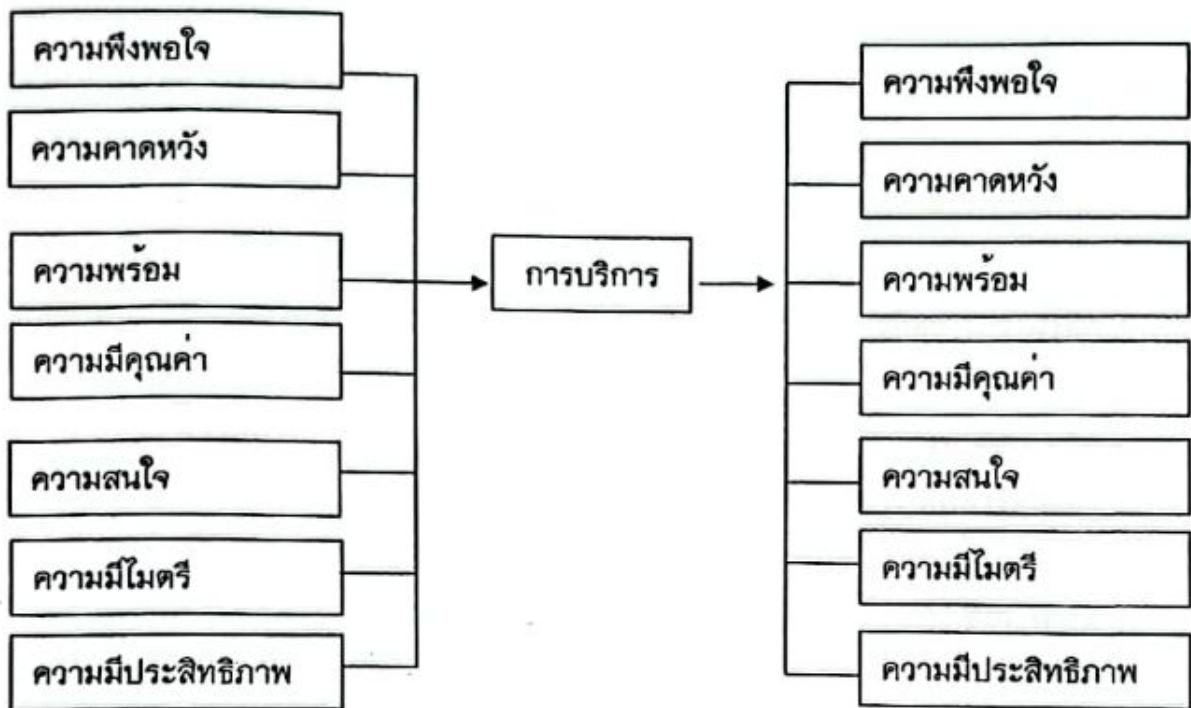 ความพึงพอใจ
ความคาดหวัง
ความพร้อม
ความมีคุณค่า
ความสนใจ
ความมีไมตรี
ความมีประสิทธิภาพ
การบริการ
ความพึงพอใจ
ความคาดหวัง
ความพร้อม
ความมีคุณค่า
ความสนใจ
ความมีไมตรี
ความมีประสิทธิภาพ